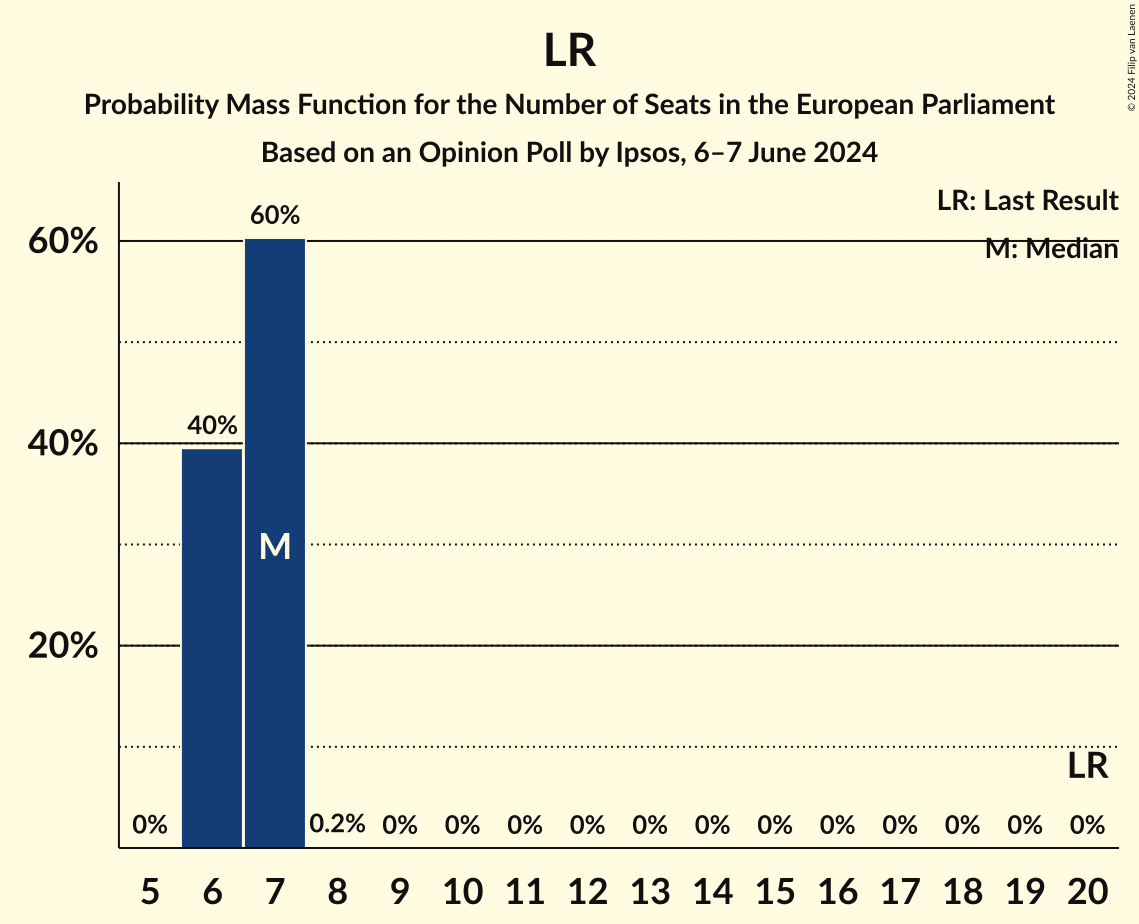 LR
Probability Mass Function for the Number of Seats in the European Parliament
Based on an Opinion Poll by Ipsos, 6–7 June 2024
© 2024 Filip van Laenen
LR: Last Result
M: Median
60%
40%
20%
60%
40%
M
LR
0%
0.2%
0%
0%
0%
0%
0%
0%
0%
0%
0%
0%
0%
0%
5 6 7 8 9 10 11 12 13 14 15 16 17 18 19 20